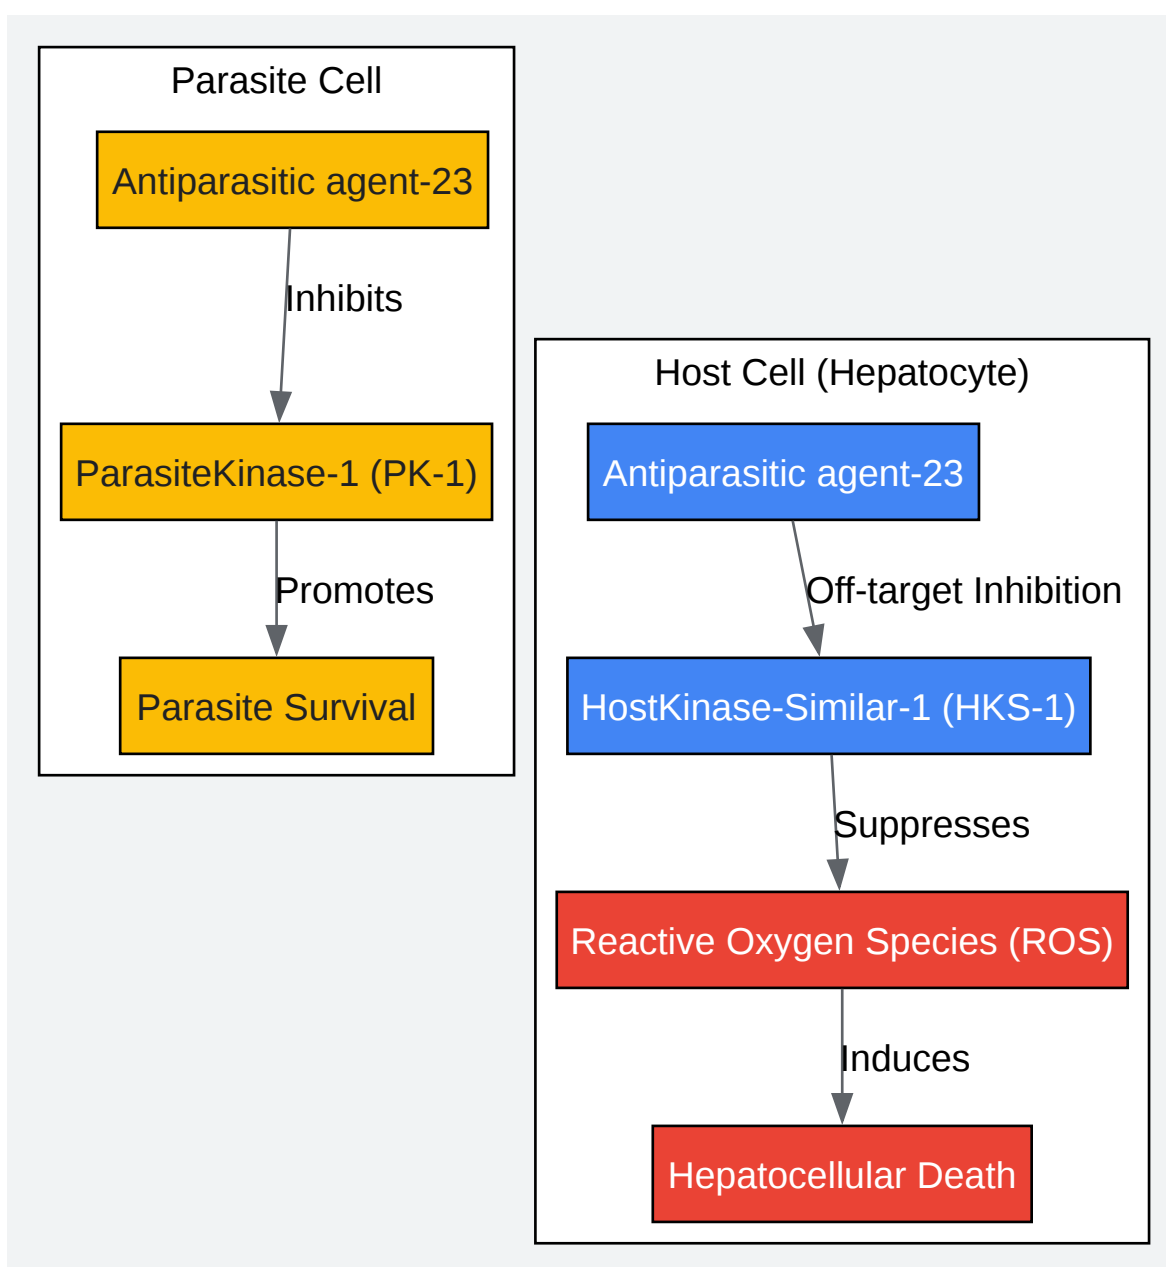 Parasite Cell
Antiparasitic agent-23
Inhibits
ParasiteKinase-1 (PK-1)
Promotes
Parasite Survival
Host Cell (Hepatocyte)
Antiparasitic agent-23
Off-target Inhibition
HostKinase-Similar-1 (HKS-1)
Suppresses
Reactive Oxygen Species (ROS)
Induces
Hepatocellular Death